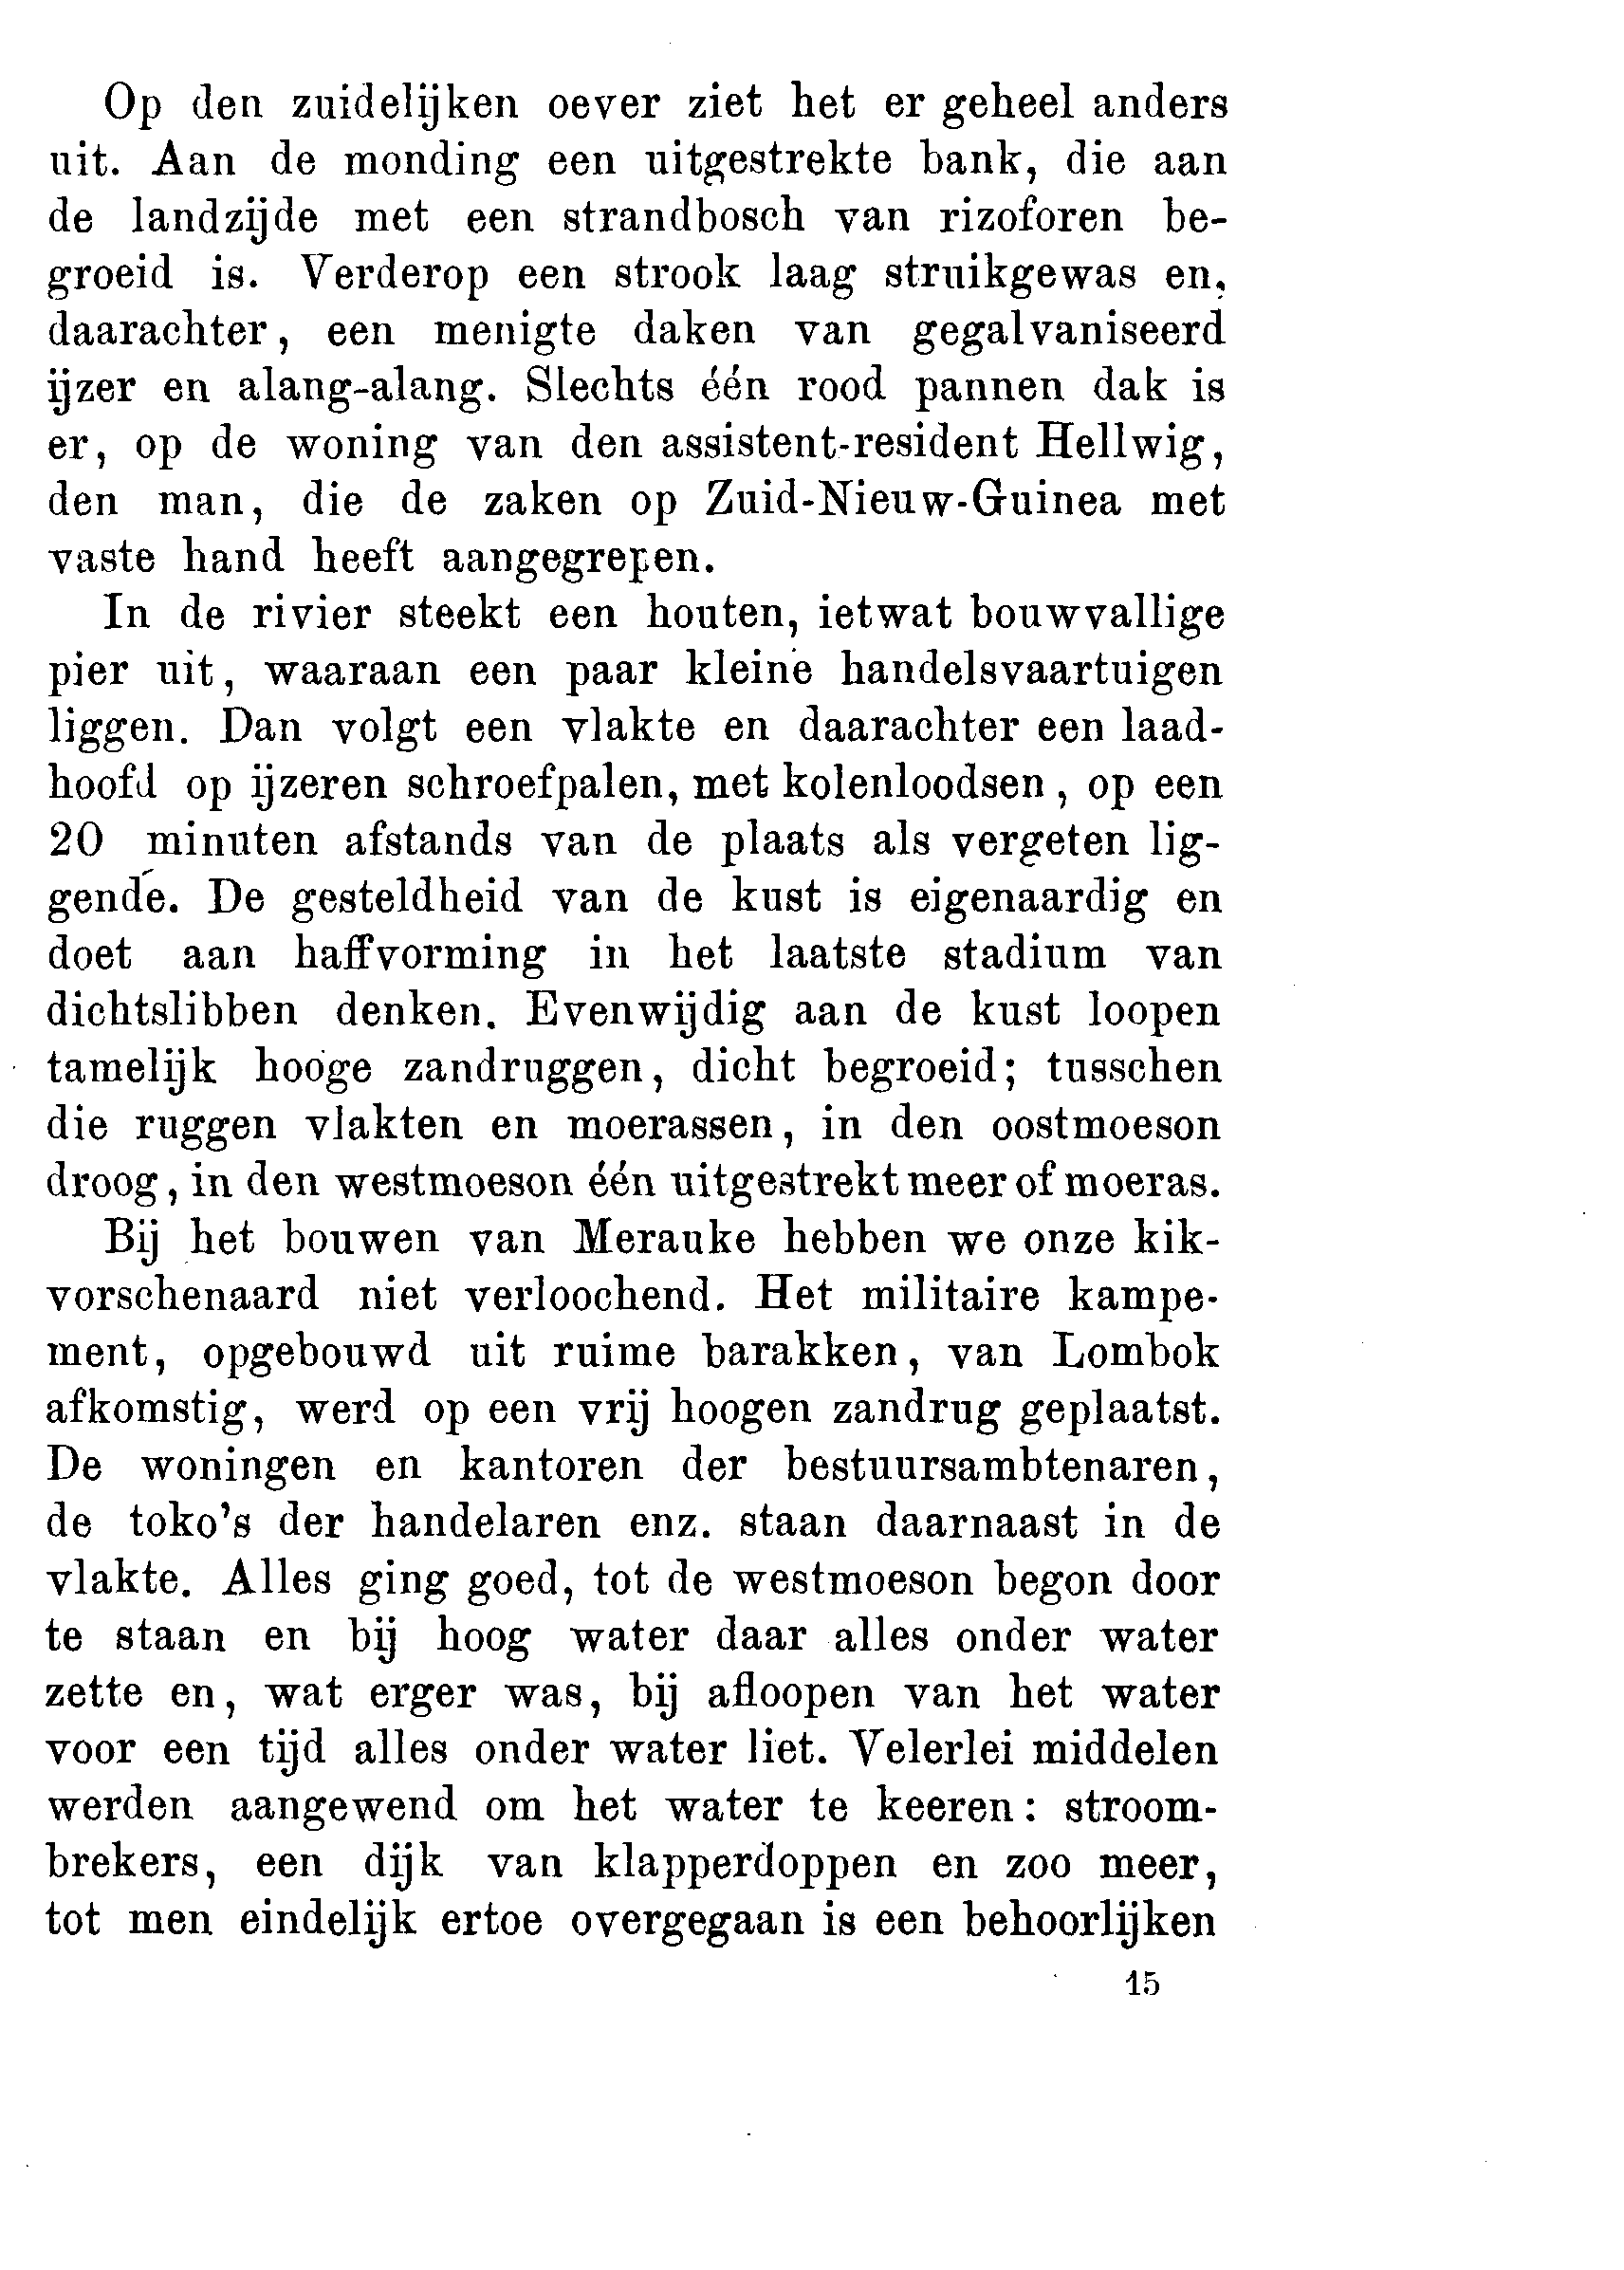 Op den zuidelijken oever ziet het er geheel anders
uit. Aan de monding een uitgestrekte bank, die aan
de landzijde met een strandbosch van rizoforen be-
groeid is. Verderop een strook laag struikgewas en,
daarachter, een menigte daken van gegalvaniseerd
ijzer en alang-alang. Slechts één rood pannen dak is
er, op de woning van den assistent-resident Hellwig,
den man, die de zaken op Zuid-Nieuw-Guinea met
vaste hand heeft aangegrepen.
In de rivier steekt een houten, ietwat bouwvallige
pier uit, waaraan een paar kleine handelsvaartuigen
liggen. Dan volgt een vlakte en daarachter een laad-
hoofd op ijzeren schroefpalen, met kolenloodsen, op een
20 minuten afstands van de plaats als vergeten lig-
gende. De gesteldheid van de kust is eigenaardig en
doet aan haffvorming in het laatste stadium van
dichtslibben denken. Evenwijdig aan de kust loopen
tamelijk hooge zandruggen, dicht begroeid; tusschen
die ruggen vlakten en moerassen, in den oostmoeson
droog, in den westmoeson één uitgestrekt meer of moeras.
Bij het bouwen van Merauke hebben we onze kik-
vorschenaard niet verloochend. Het militaire kampe-
ment, opgebouwd uit ruime barakken, van Lombok
afkomstig, werd op een vrij hoogen zandrug geplaatst.
De woningen en kantoren der bestuursambtenaren,
de toko's der handelaren enz. staan daarnaast in de
vlakte. Alles ging goed, tot de westmoeson begon door
te staan en bij hoog water daar alles onder water
zette en, wat erger was, bij afloopen van het water
voor een tijd alles onder water liet. Velerlei middelen
werden aangewend om het water te keeren: stroom-
brekers, een dijk van klapperdoppen en zoo meer,
tot men eindelijk ertoe overgegaan is een behoorlijken
15